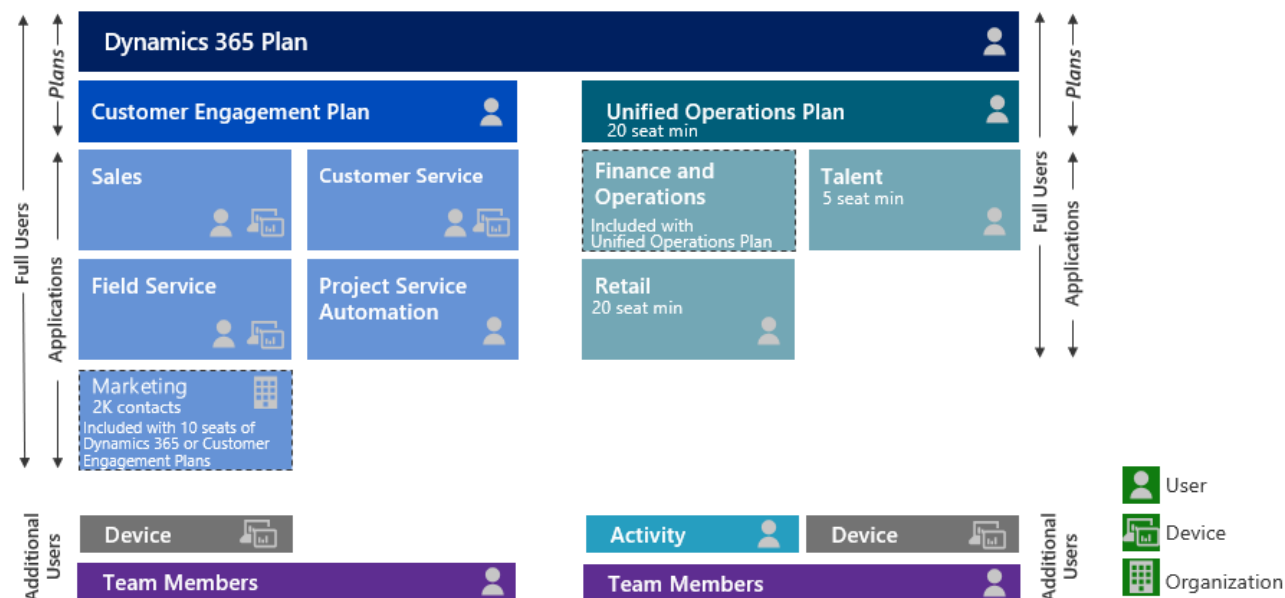 Dynamics 365 Plan
Customer Engagement Plan
Unified Operations Plan
20 seat min
Sales
Customer Service
Finance and
Operations
Included with
Unified Operations Plan
Talent
5 seat min
Field Service
Project Service
Automation
Retail
20 seat min
Marketing
2K contacts
Included with 10 seats of
Dynamics 365 or Customer
Engagement Plans
Device
Activity
Device
Team Members
Team Members
Full Users
Plans
Applications
Additional
Users
Full Users
Plans
Applications
Additional
Users
User
Device
Organization